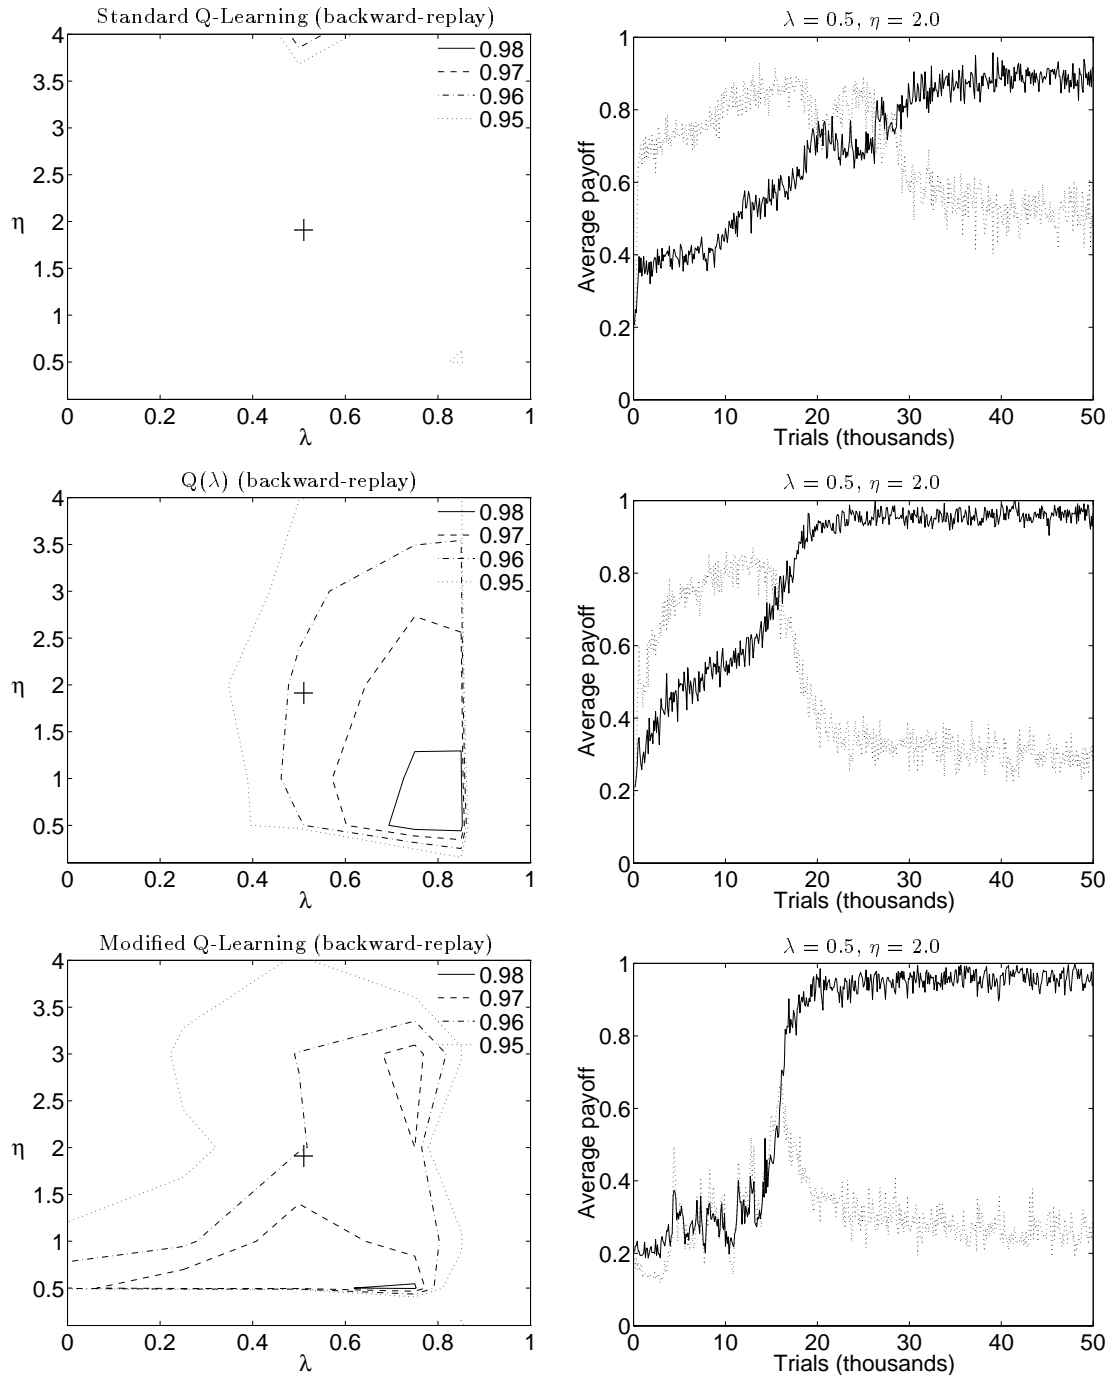 Standard Q-Learning (backward-replay)
4
3.5
3
2.5
2
1.5
1
0.5
η
0 0.2 0.4 0.6 0.8 1
λ
0.98
0.97
0.96
0.95
λ = 0.5, η = 2.0
1
0.8
0.6
0.4
0.2
0
Average payoff
0 10 20 30 40 50
Trials (thousands)
Q(λ) (backward-replay)
4
3.5
3
2.5
2
1.5
1
0.5
η
0 0.2 0.4 0.6 0.8 1
λ
0.98
0.97
0.96
0.95
λ = 0.5, η = 2.0
1
0.8
0.6
0.4
0.2
0
Average payoff
0 10 20 30 40 50
Trials (thousands)
Modified Q-Learning (backward-replay)
4
3.5
3
2.5
2
1.5
1
0.5
η
0 0.2 0.4 0.6 0.8 1
λ
0.98
0.97
0.96
0.95
λ = 0.5, η = 2.0
1
0.8
0.6
0.4
0.2
0
Average payoff
0 10 20 30 40 50
Trials (thousands)